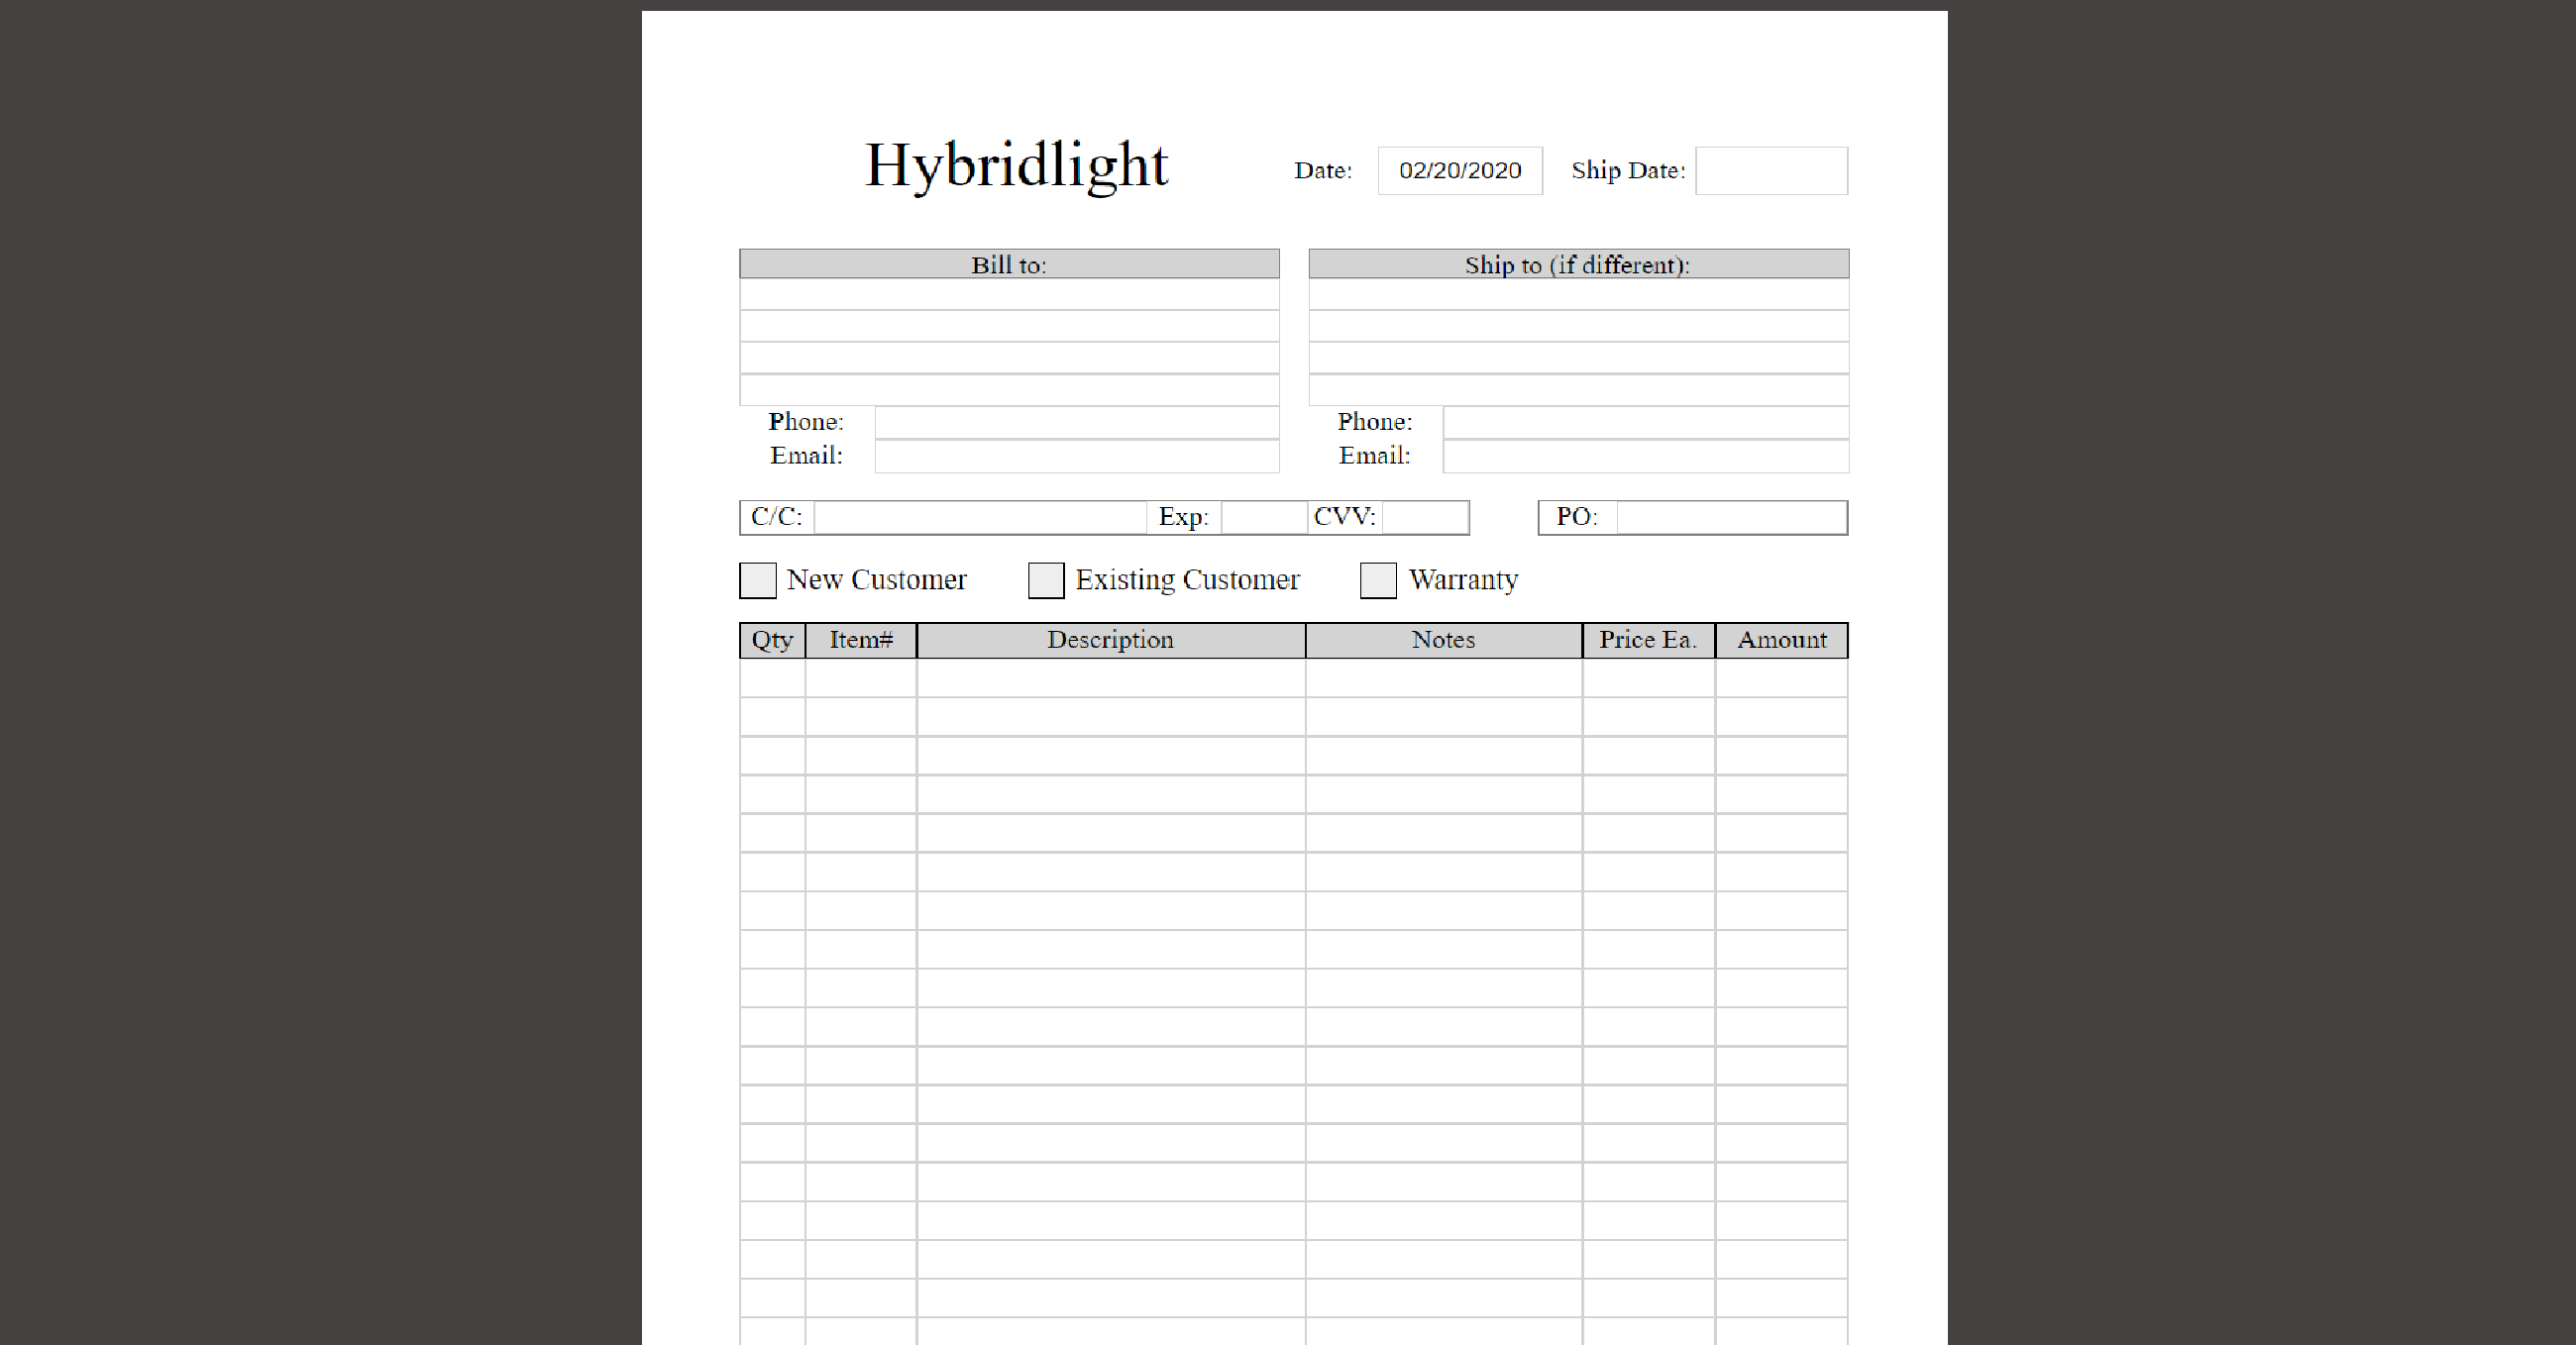 Hybridlight Date: 02/20/2020 Ship Date:
Bill to: Ship to (if different):
Phone: Phone:
Email: Email:
C/C: Exp: CVV: PO:
New Customer Existing Customer Warranty
Qty Item# Description Notes Price Ea. Amount